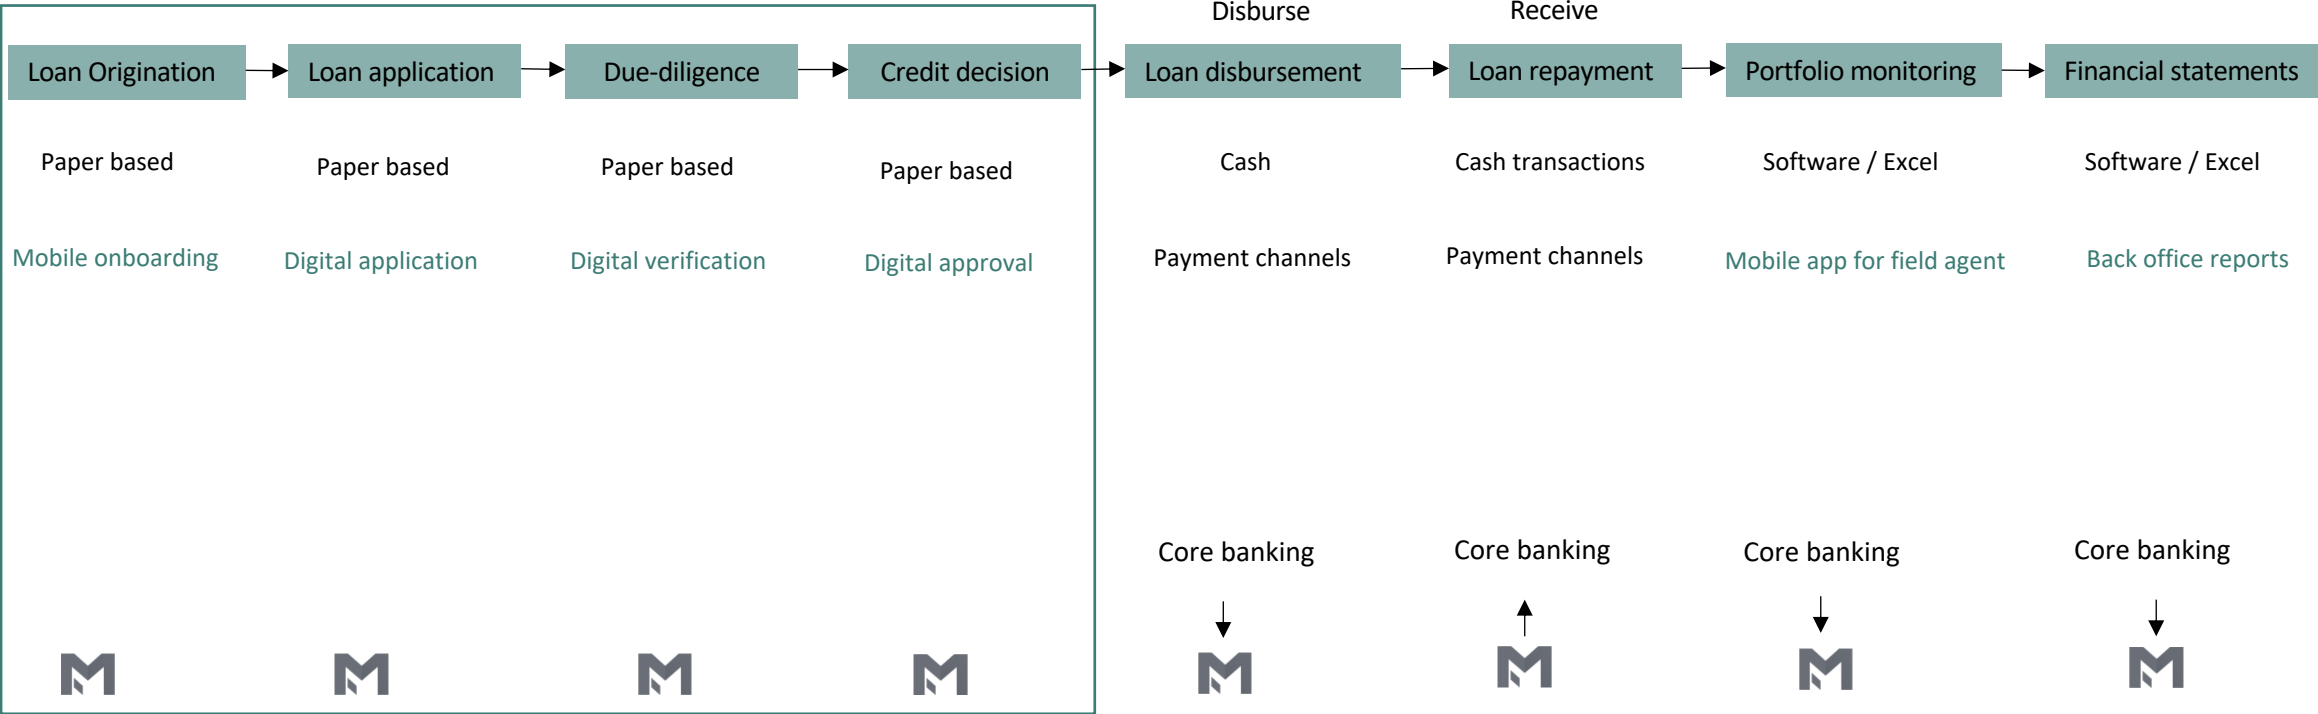 Disburse
Receive
Loan Origination
Loan application
Due-diligence
Credit decision
Loan disbursement
Loan repayment
Portfolio monitoring
Financial statements
Paper based
Paper based
Paper based
Paper based
Cash
Cash transactions
Software / Excel
Software / Excel
Mobile onboarding
Digital application
Digital verification
Digital approval
Payment channels
Payment channels
Mobile app for field agent
Back office reports
Core banking
Core banking
Core banking
Core banking